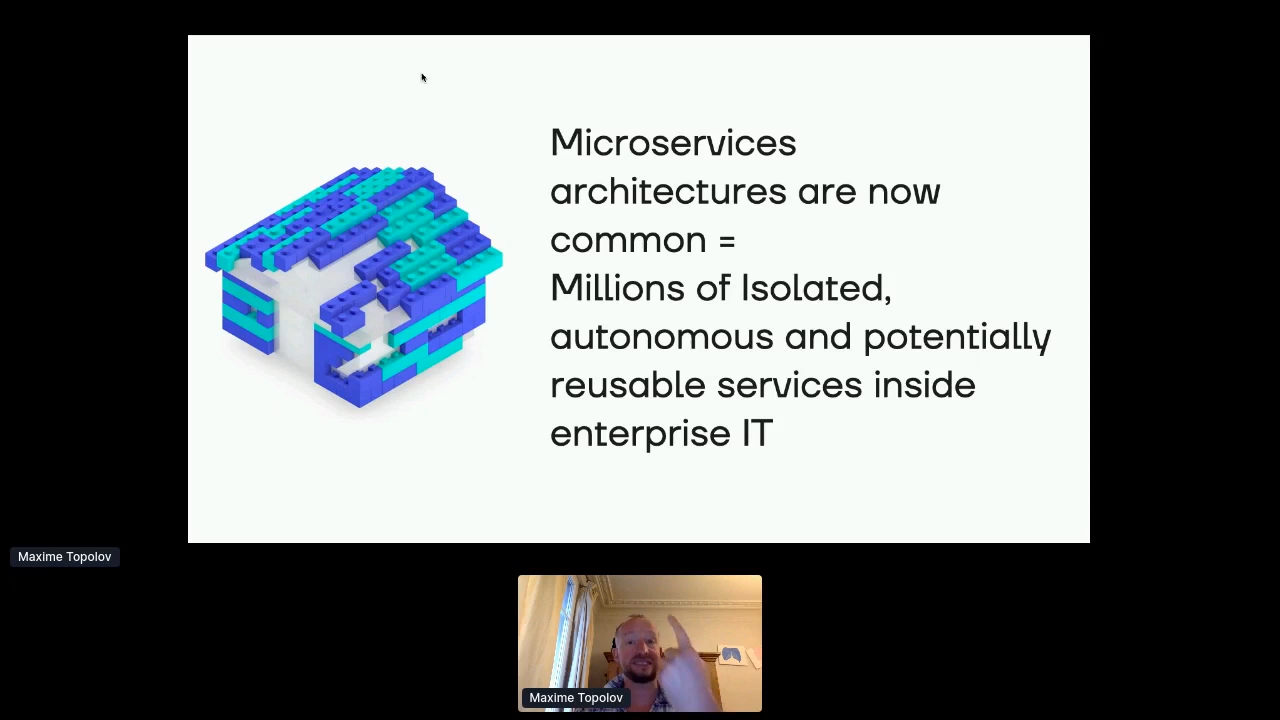 Microservices
architectures are now
common =
Millions of Isolated,
autonomous and potentially
reusable services inside
enterprise IT
Maxime Topolov
Maxime Topolov